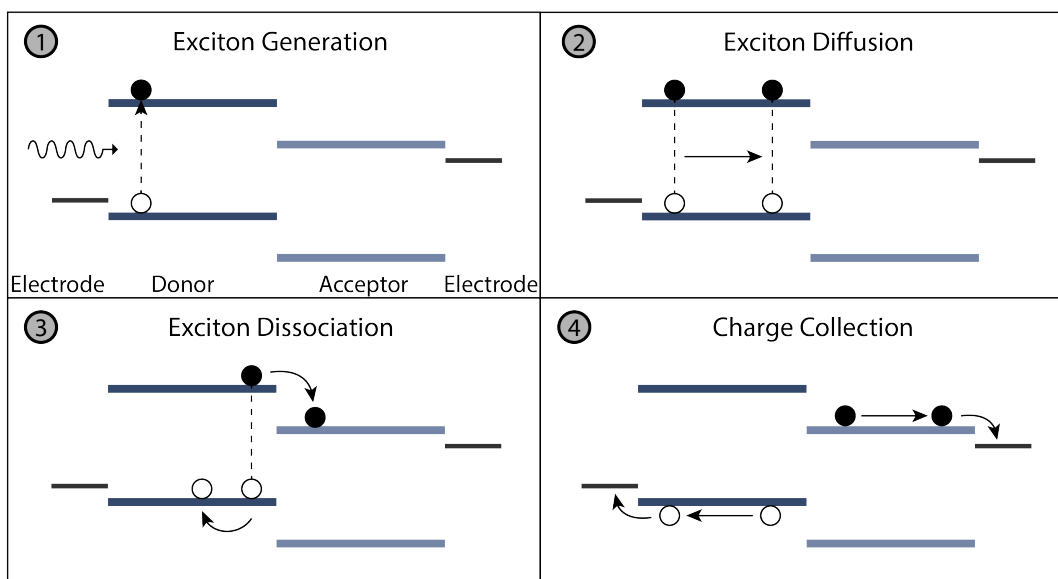 1
Exciton Generation
Electrode
Donor
Acceptor
Electrode
2
Exciton Diffusion
3
Exciton Dissociation
4
Charge Collection